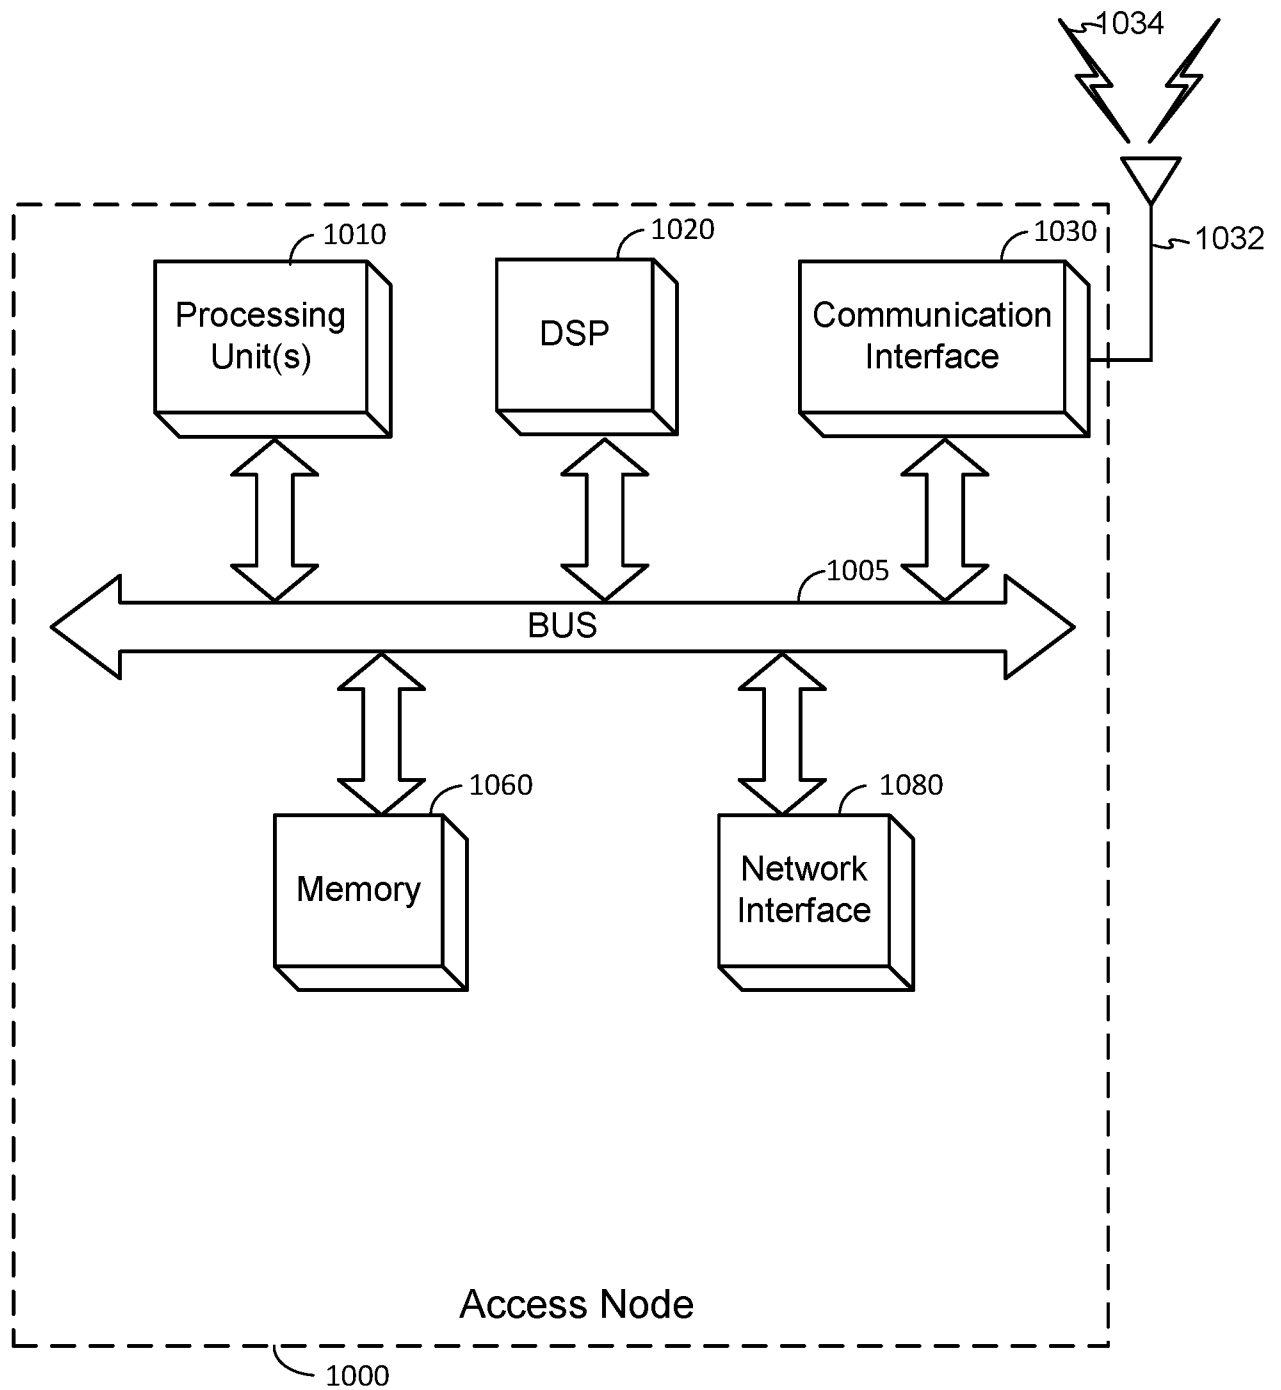 1034
1032
1010
1020
1030
Processing
Unit(s)
DSP
Communication
Interface
1005
BUS
1060
1080
Memory
Network
Interface
Access Node
1000